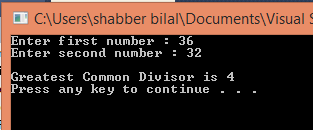 C:\Users\shabber bilal\Documents\Visual S
Enter first number : 36
Enter second number : 32
Greatest Common Divisor is 4
Press any key to continue . . .